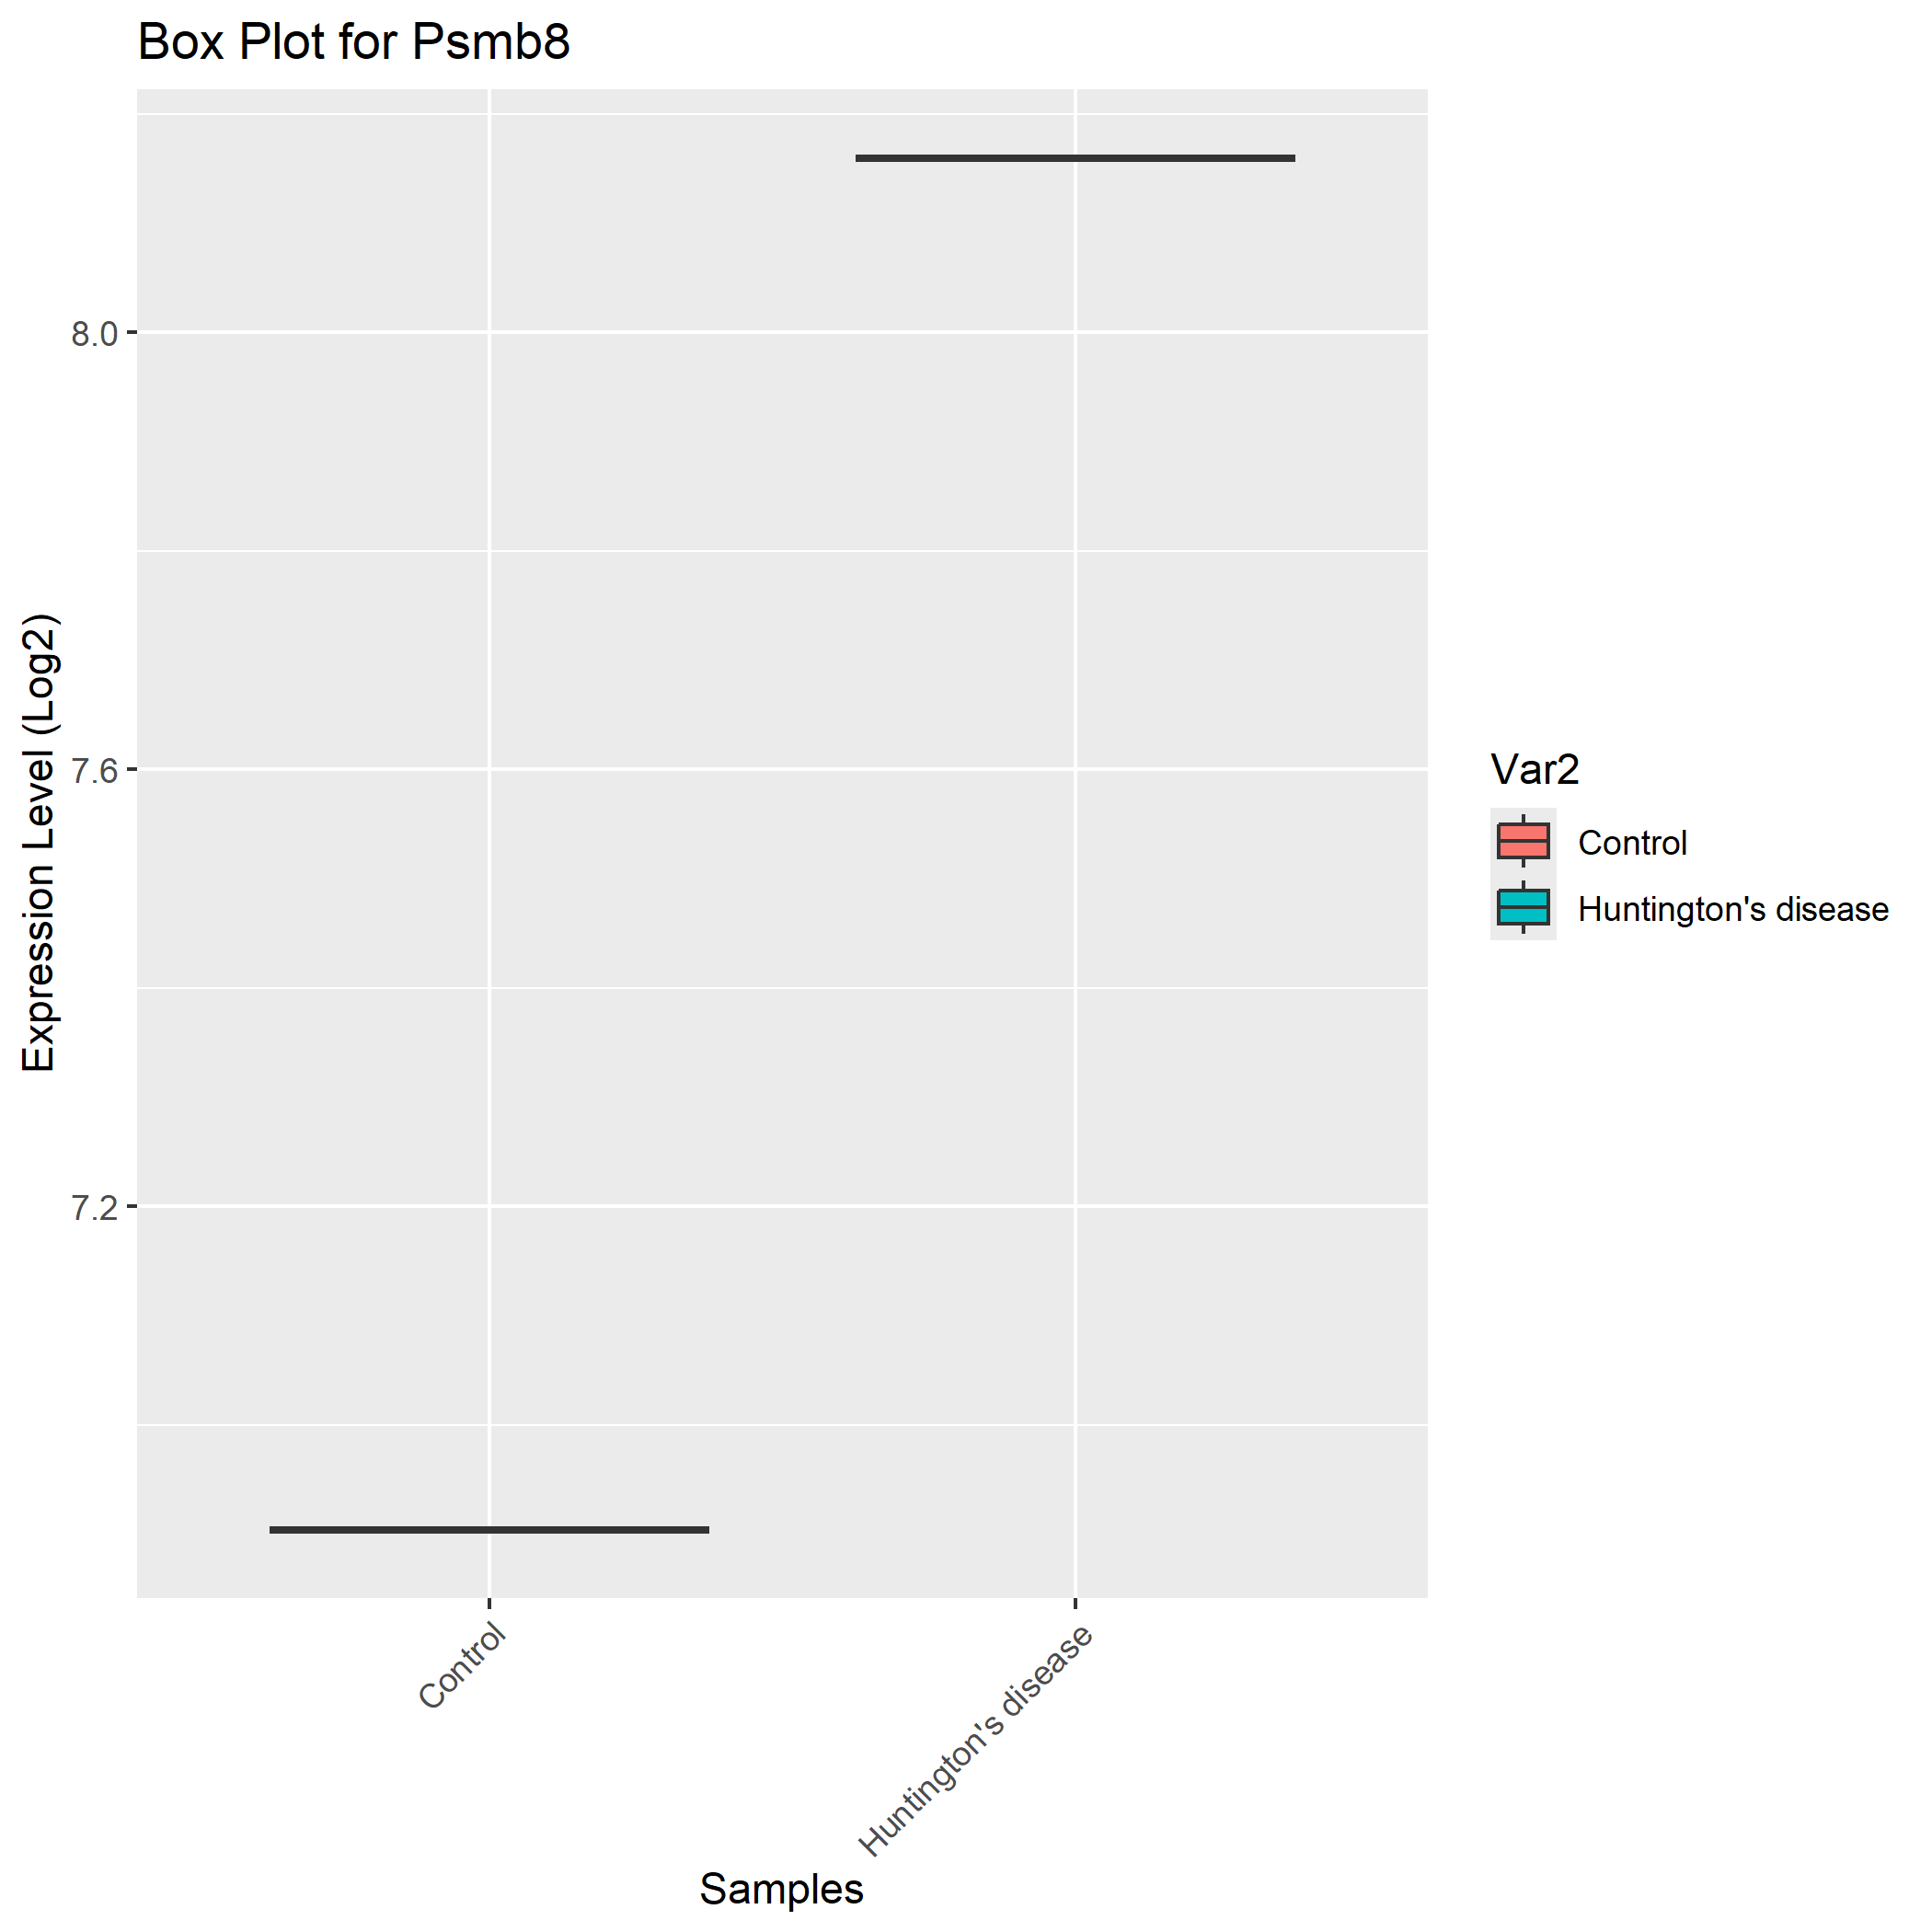 Box Plot for Psmb8
Expression Level (Log2)
8.0
7.6
7.2
Control
Huntington's disease
Samples
Var2
Control
Huntington's disease